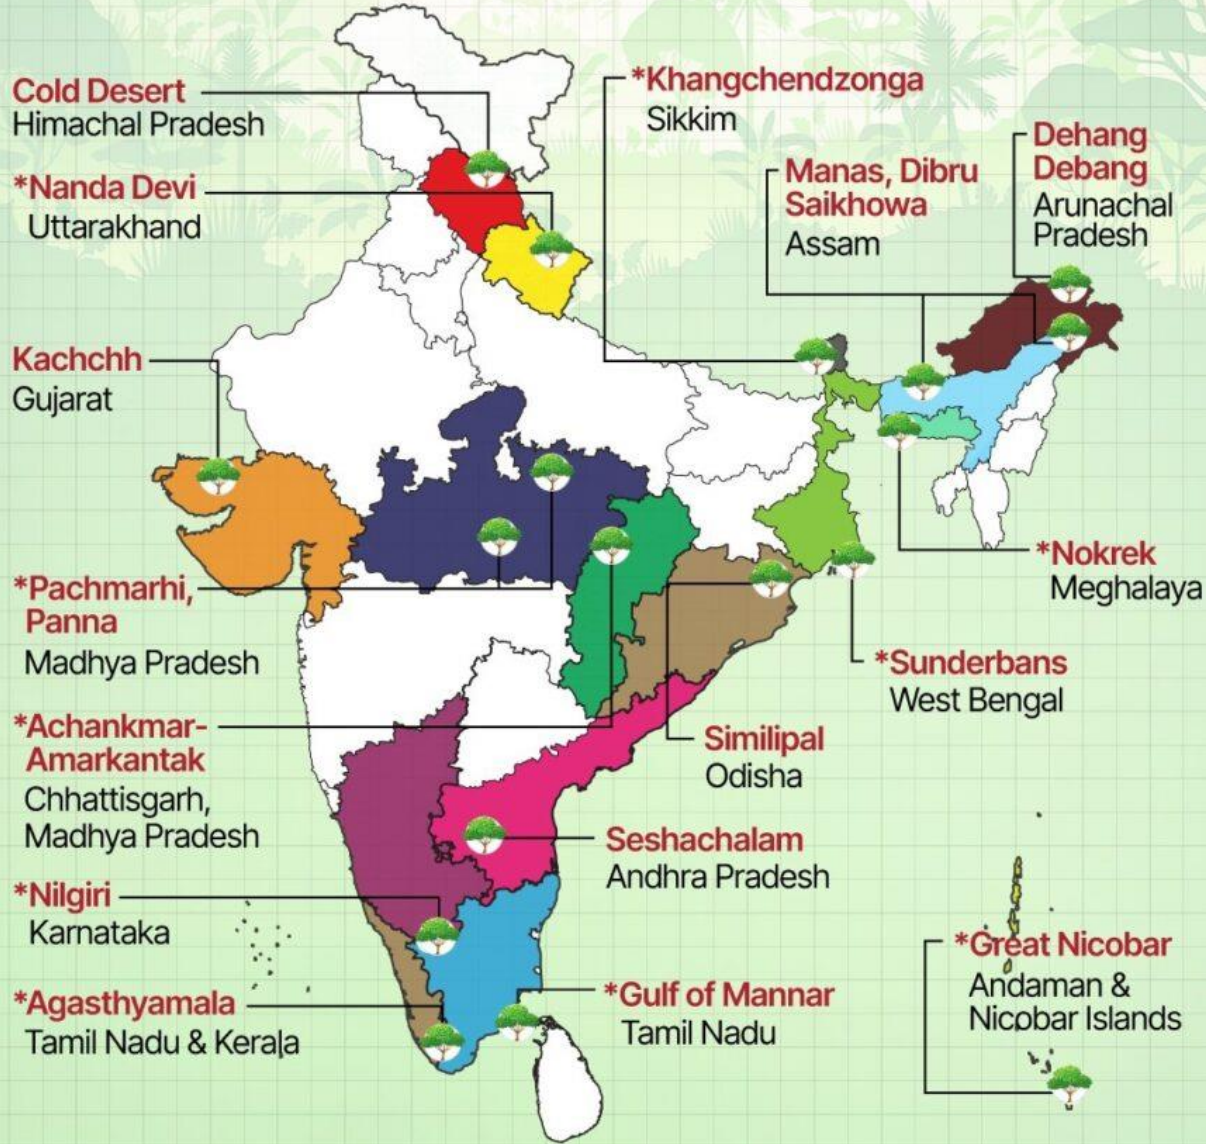 Cold Desert
Himachal Pradesh
*Nanda Devi
Uttarakhand
Kachchh
Gujarat
*Pachmarhi,
Panna
Madhya Pradesh
*Achankmar-
Amarkantak
Chhattisgarh,
Madhya Pradesh
*Nilgiri
Karnataka
*Agasthyamala
Tamil Nadu & Kerala
*Khangchendzonga
Sikkim
Manas, Dibru
Saikhowa
Assam
Dehang
Debang
Arunachal
Pradesh
*Nokrek
Meghalaya
*Sunderbans
West Bengal
Similipal
Odisha
Seshachalam
Andhra Pradesh
*Gulf of Mannar
Tamil Nadu
*Great Nicobar
Andaman &
Nicobar Islands